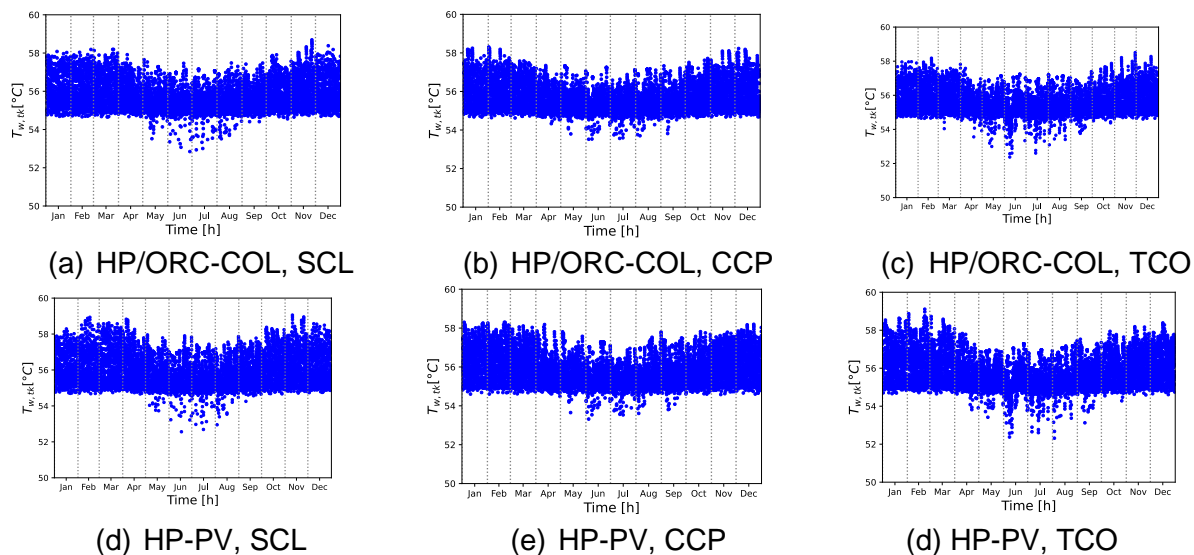 60
58
56
54
52
50
T_{w,tk}[°C]
Jan Feb Mar Apr May Jun Jul Aug Sep Oct Nov Dec
Time [h]
(a) HP/ORC-COL, SCL
60
58
56
54
52
50
T_{w,tk}[°C]
Jan Feb Mar Apr May Jun Jul Aug Sep Oct Nov Dec
Time [h]
(b) HP/ORC-COL, CCP
60
58
56
54
52
50
T_{w,tk}[°C]
Jan Feb Mar Apr May Jun Jul Aug Sep Oct Nov Dec
Time [h]
(c) HP/ORC-COL, TCO
60
58
56
54
52
50
T_{w,tk}[°C]
Jan Feb Mar Apr May Jun Jul Aug Sep Oct Nov Dec
Time [h]
(d) HP-PV, SCL
60
58
56
54
52
50
T_{w,tk}[°C]
Jan Feb Mar Apr May Jun Jul Aug Sep Oct Nov Dec
Time [h]
(e) HP-PV, CCP
60
58
56
54
52
50
T_{w,tk}[°C]
Jan Feb Mar Apr May Jun Jul Aug Sep Oct Nov Dec
Time [h]
(d) HP-PV, TCO